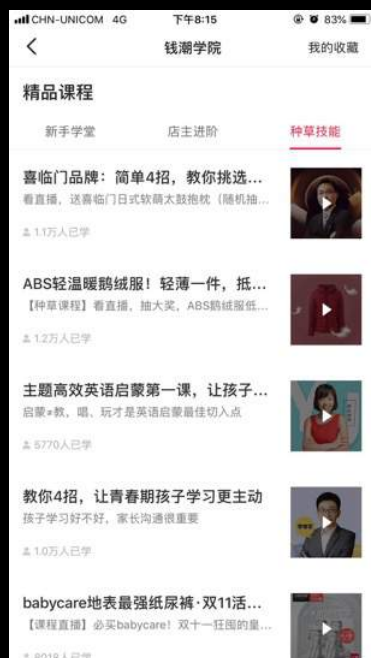 CHN-UNICOM 4G 下午8:15 83%
钱潮学院 我的收藏
精品课程
新手学堂 店主进阶 种草技能
喜临门品牌：简单4招，教你挑选...
看直播，送喜临门日式软萌太鼓抱枕（随机抽...
1.1万人已学
ABS轻温暖鹅绒服！轻薄一件，抵...
【种草课程】看直播，抽大奖，ABS鹅绒服低...
1.2万人已学
主题高效英语启蒙第一课，让孩子...
启蒙≠教，唱、玩才是英语启蒙最佳切入点
5770人已学
教你4招，让青春期孩子学习更主动
孩子学习好不好，家长沟通很重要
1.0万人已学
babycare地表最强纸尿裤·双11活...
【课程直播】必买babycare！双十一狂囤的皇...
8018人已学